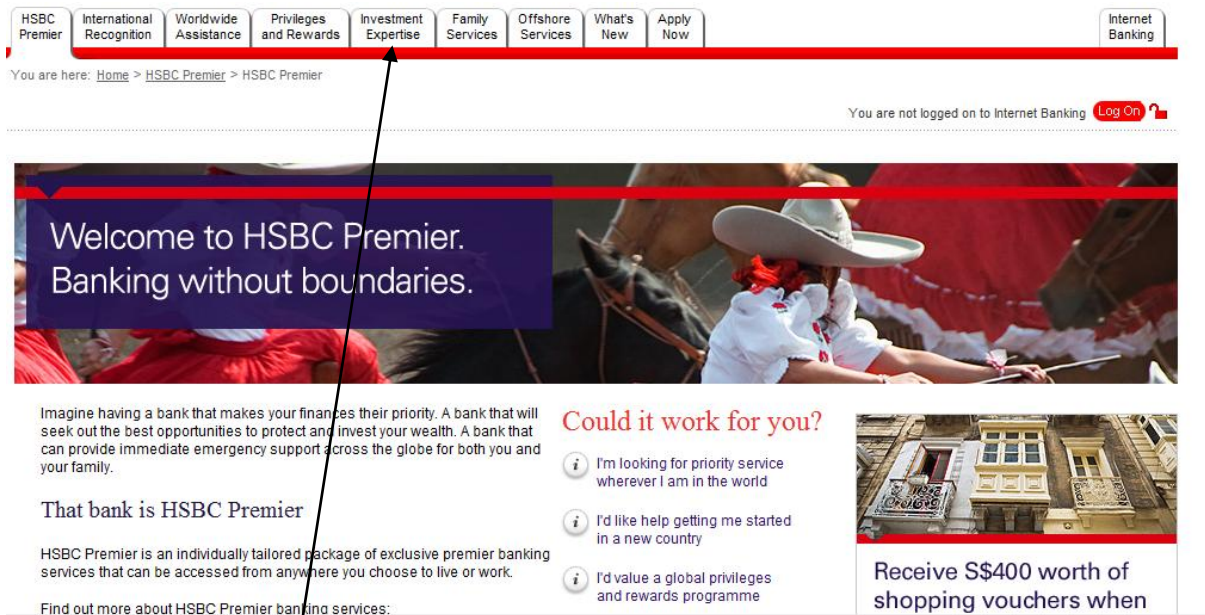 HSBC
Premier
International
Recognition
Worldwide
Assistance
Privileges
and Rewards
Investment
Expertise
Family
Services
Offshore
Services
What's
New
Apply
Now
Internet
Banking
You are here: Home > HSBC Premier > HSBC Premier
You are not logged on to Internet Banking Log On
Welcome to HSBC Premier.
Banking without boundaries.
Imagine having a bank that makes your finances their priority. A bank that will
seek out the best opportunities to protect and invest your wealth. A bank that
can provide immediate emergency support across the globe for both you and
your family.
That bank is HSBC Premier
HSBC Premier is an individually tailored package of exclusive premier banking
services that can be accessed from anywhere you choose to live or work.
Find out more about HSBC Premier banking services:
Could it work for you?
I'm looking for priority service
wherever I am in the world
I'd like help getting me started
in a new country
I'd value a global privileges
and rewards programme
Receive S$400 worth of
shopping vouchers when